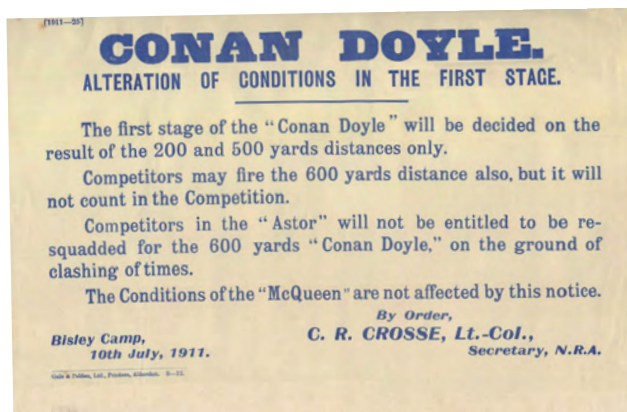 [1911—25]
CONAN DOYLE.
ALTERATION OF CONDITIONS IN THE FIRST STAGE.
The first stage of the "Conan Doyle" will be decided on the
result of the 200 and 500 yards distances only.
Competitors may fire the 600 yards distance also, but it will
not count in the Competition.
Competitors in the "Astor" will not be entitled to be re-
squadded for the 600 yards "Conan Doyle," on the ground of
clashing of times.
The Conditions of the "McQueen" are not affected by this notice.
By Order,
Bisley Camp,
C. R. CROSSE, Lt.-Col.,
10th July, 1911.
Secretary, N.R.A.
Gale & Polden, Ltd., Printers, Aldershot.